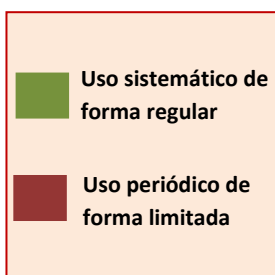 Uso sistemático de
forma regular
Uso periódico de
forma limitada